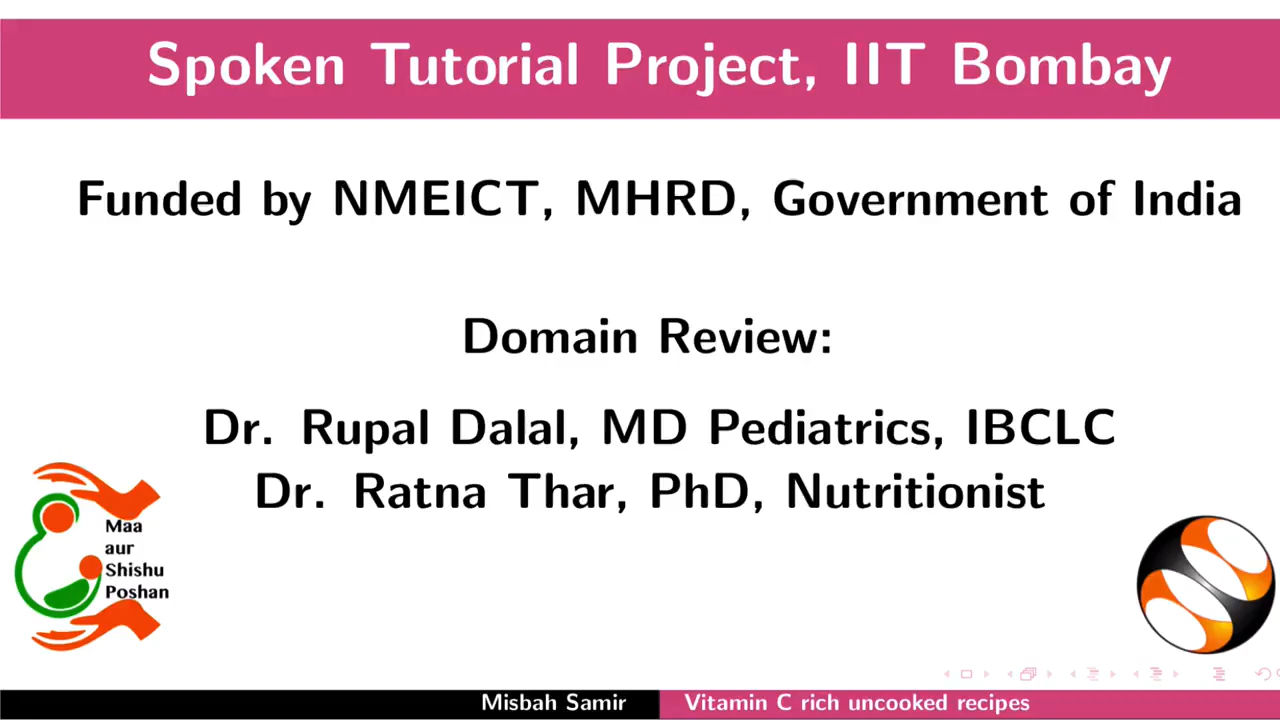 Spoken Tutorial Project, IIT Bombay
Funded by NMEICT, MHRD, Government of India
Domain Review:
Dr. Rupal Dalal, MD Pediatrics, IBCLC
Dr. Ratna Thar, PhD, Nutritionist
Maa
aur
Shishu
Poshan
Misbah Samir
Vitamin C rich uncooked recipes